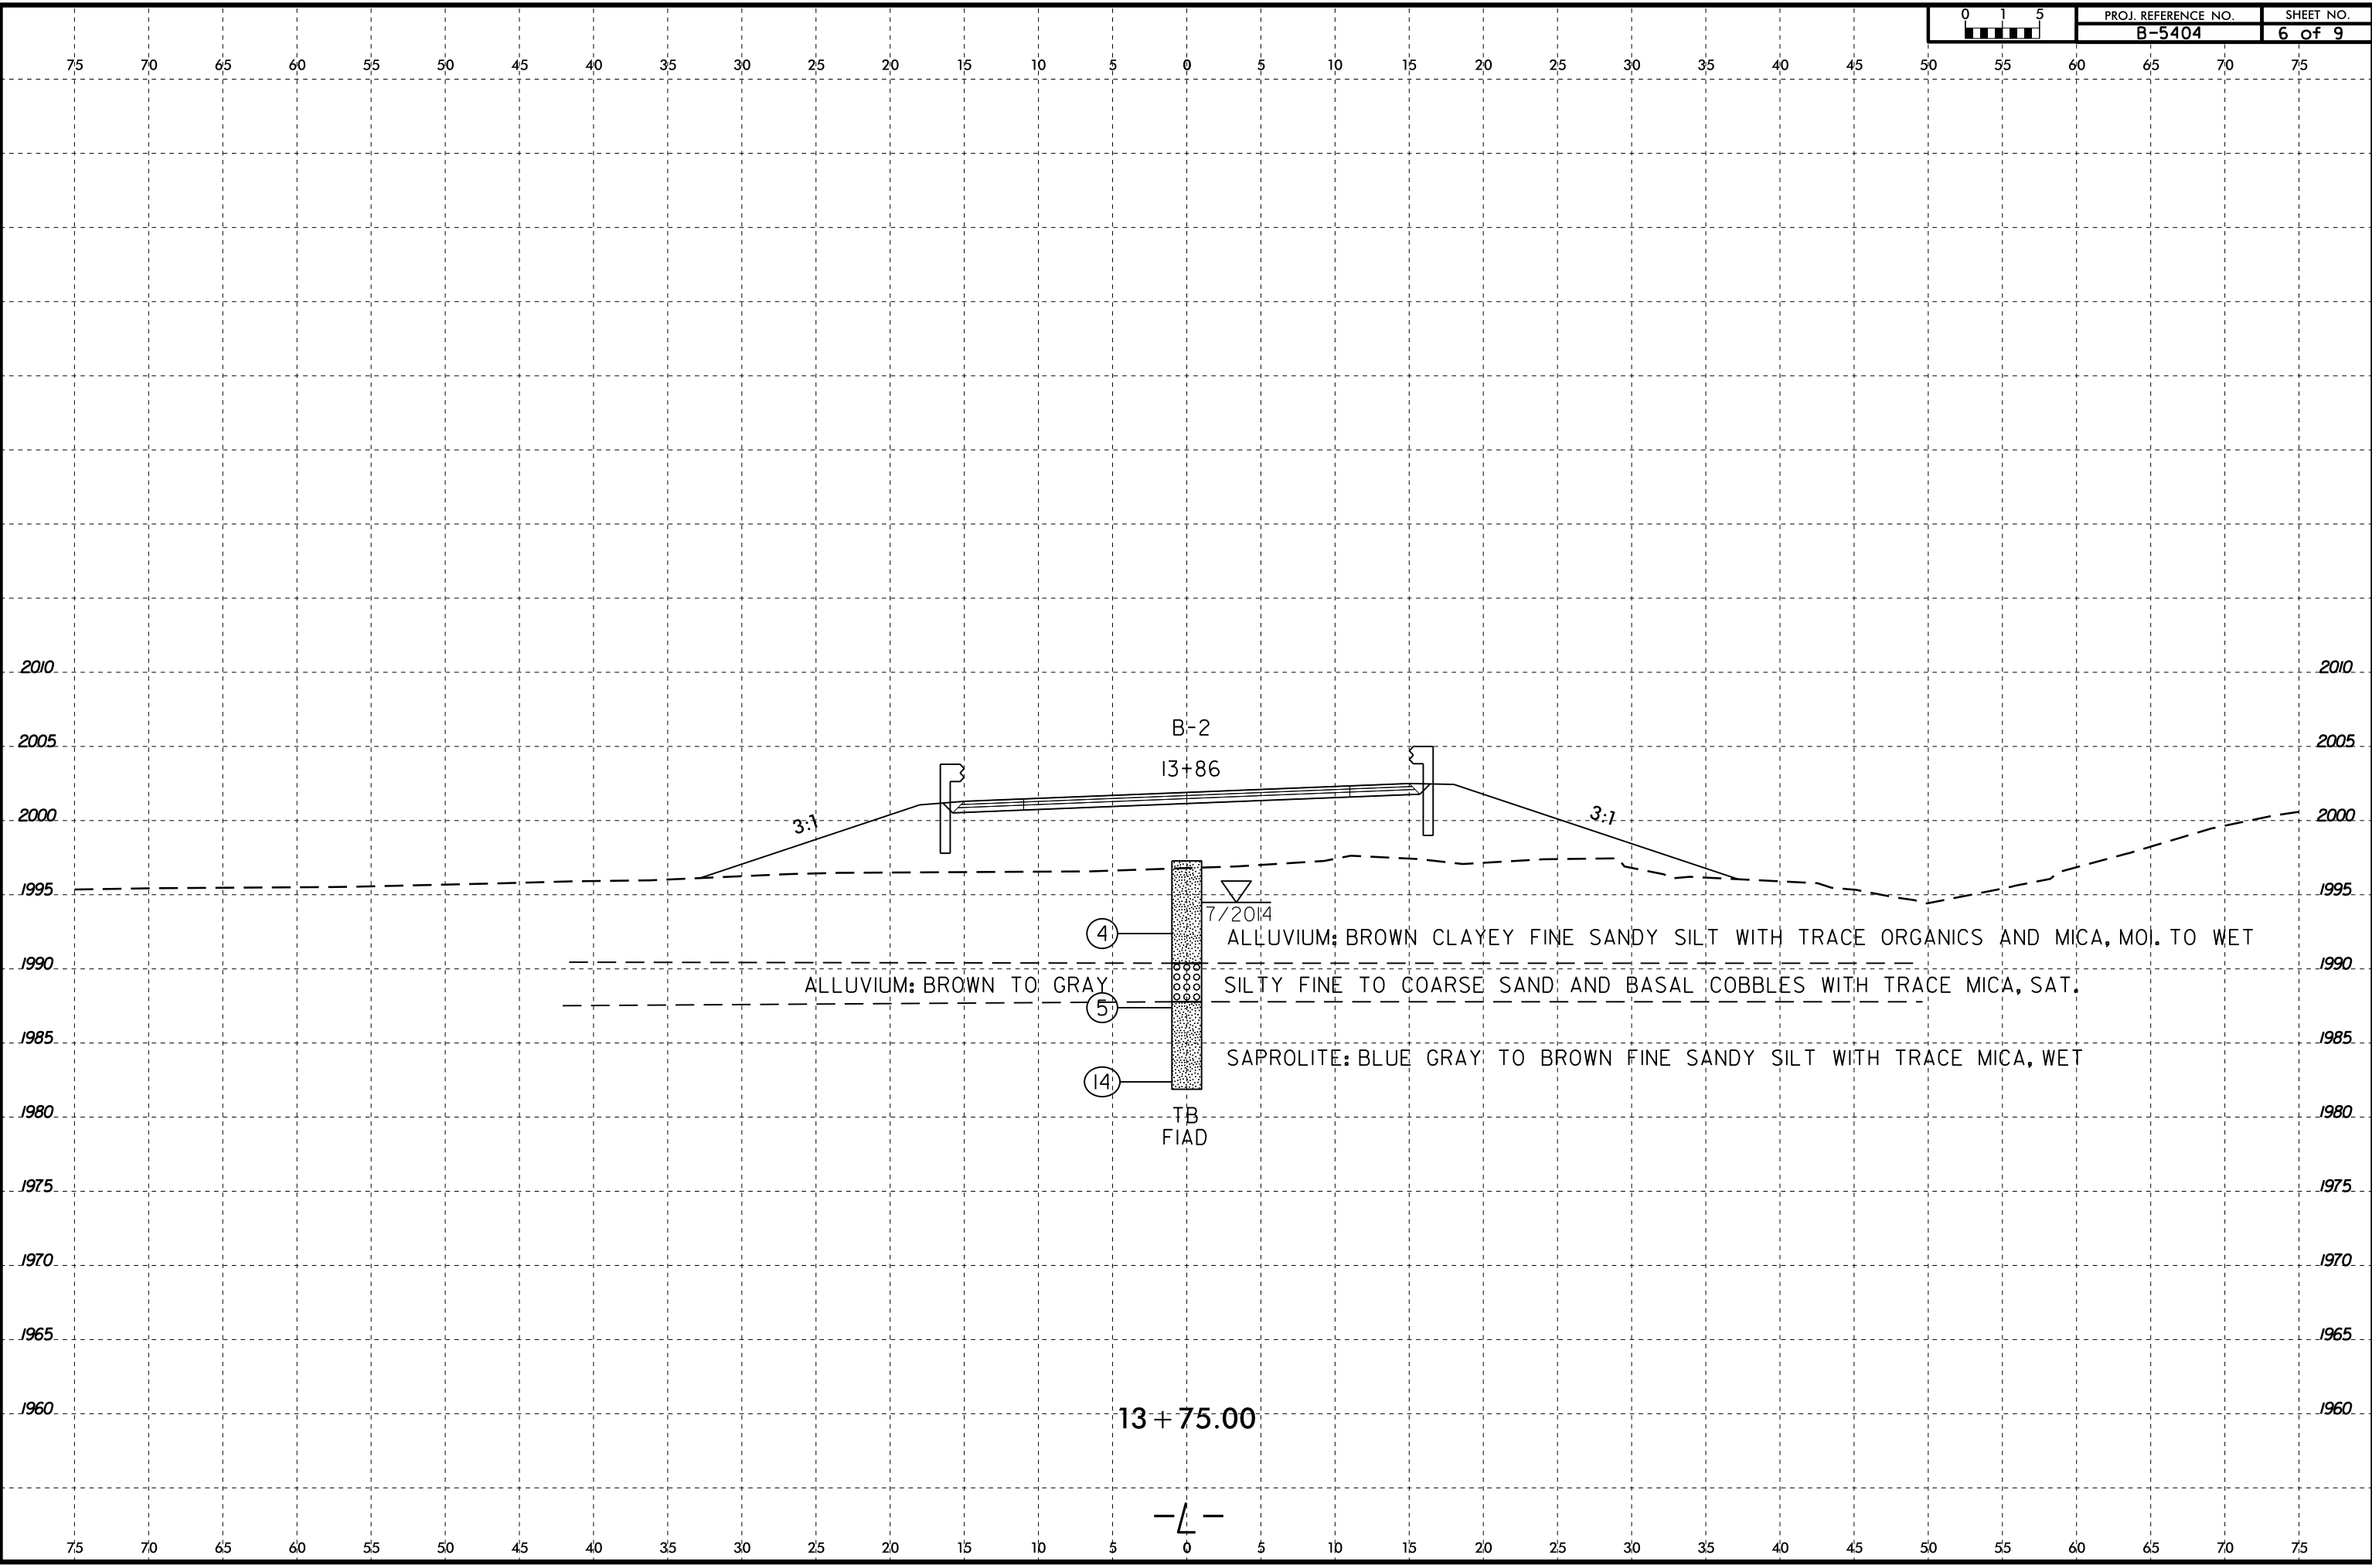 0 1 5 PROJ. REFERENCE NO. SHEET NO.
B-5404 6 of 9
75 70 65 60 55 50 45 40 35 30 25 20 15 10 5 0 5 10 15 20 25 30 35 40 45 50 55 60 65 70 75
2010 2010
B-2
2005 2005
13+86
2000 3:1 3:1 2000
1995 1995
7/2014
4 ALLUVIUM: BROWN CLAYEY FINE SANDY SILT WITH TRACE ORGANICS AND MICA, MOI. TO WET
1990 1990
ALLUVIUM: BROWN TO GRAY SILTY FINE TO COARSE SAND AND BASAL COBBLES WITH TRACE MICA, SAT.
5
1985 1985
SAPROLITE: BLUE GRAY TO BROWN FINE SANDY SILT WITH TRACE MICA, WET
14
1980 TB 1980
FIAD
1975 1975
1970 1970
1965 1965
1960 1960
13+75.00
-L-
75 70 65 60 55 50 45 40 35 30 25 20 15 10 5 0 5 10 15 20 25 30 35 40 45 50 55 60 65 70 75